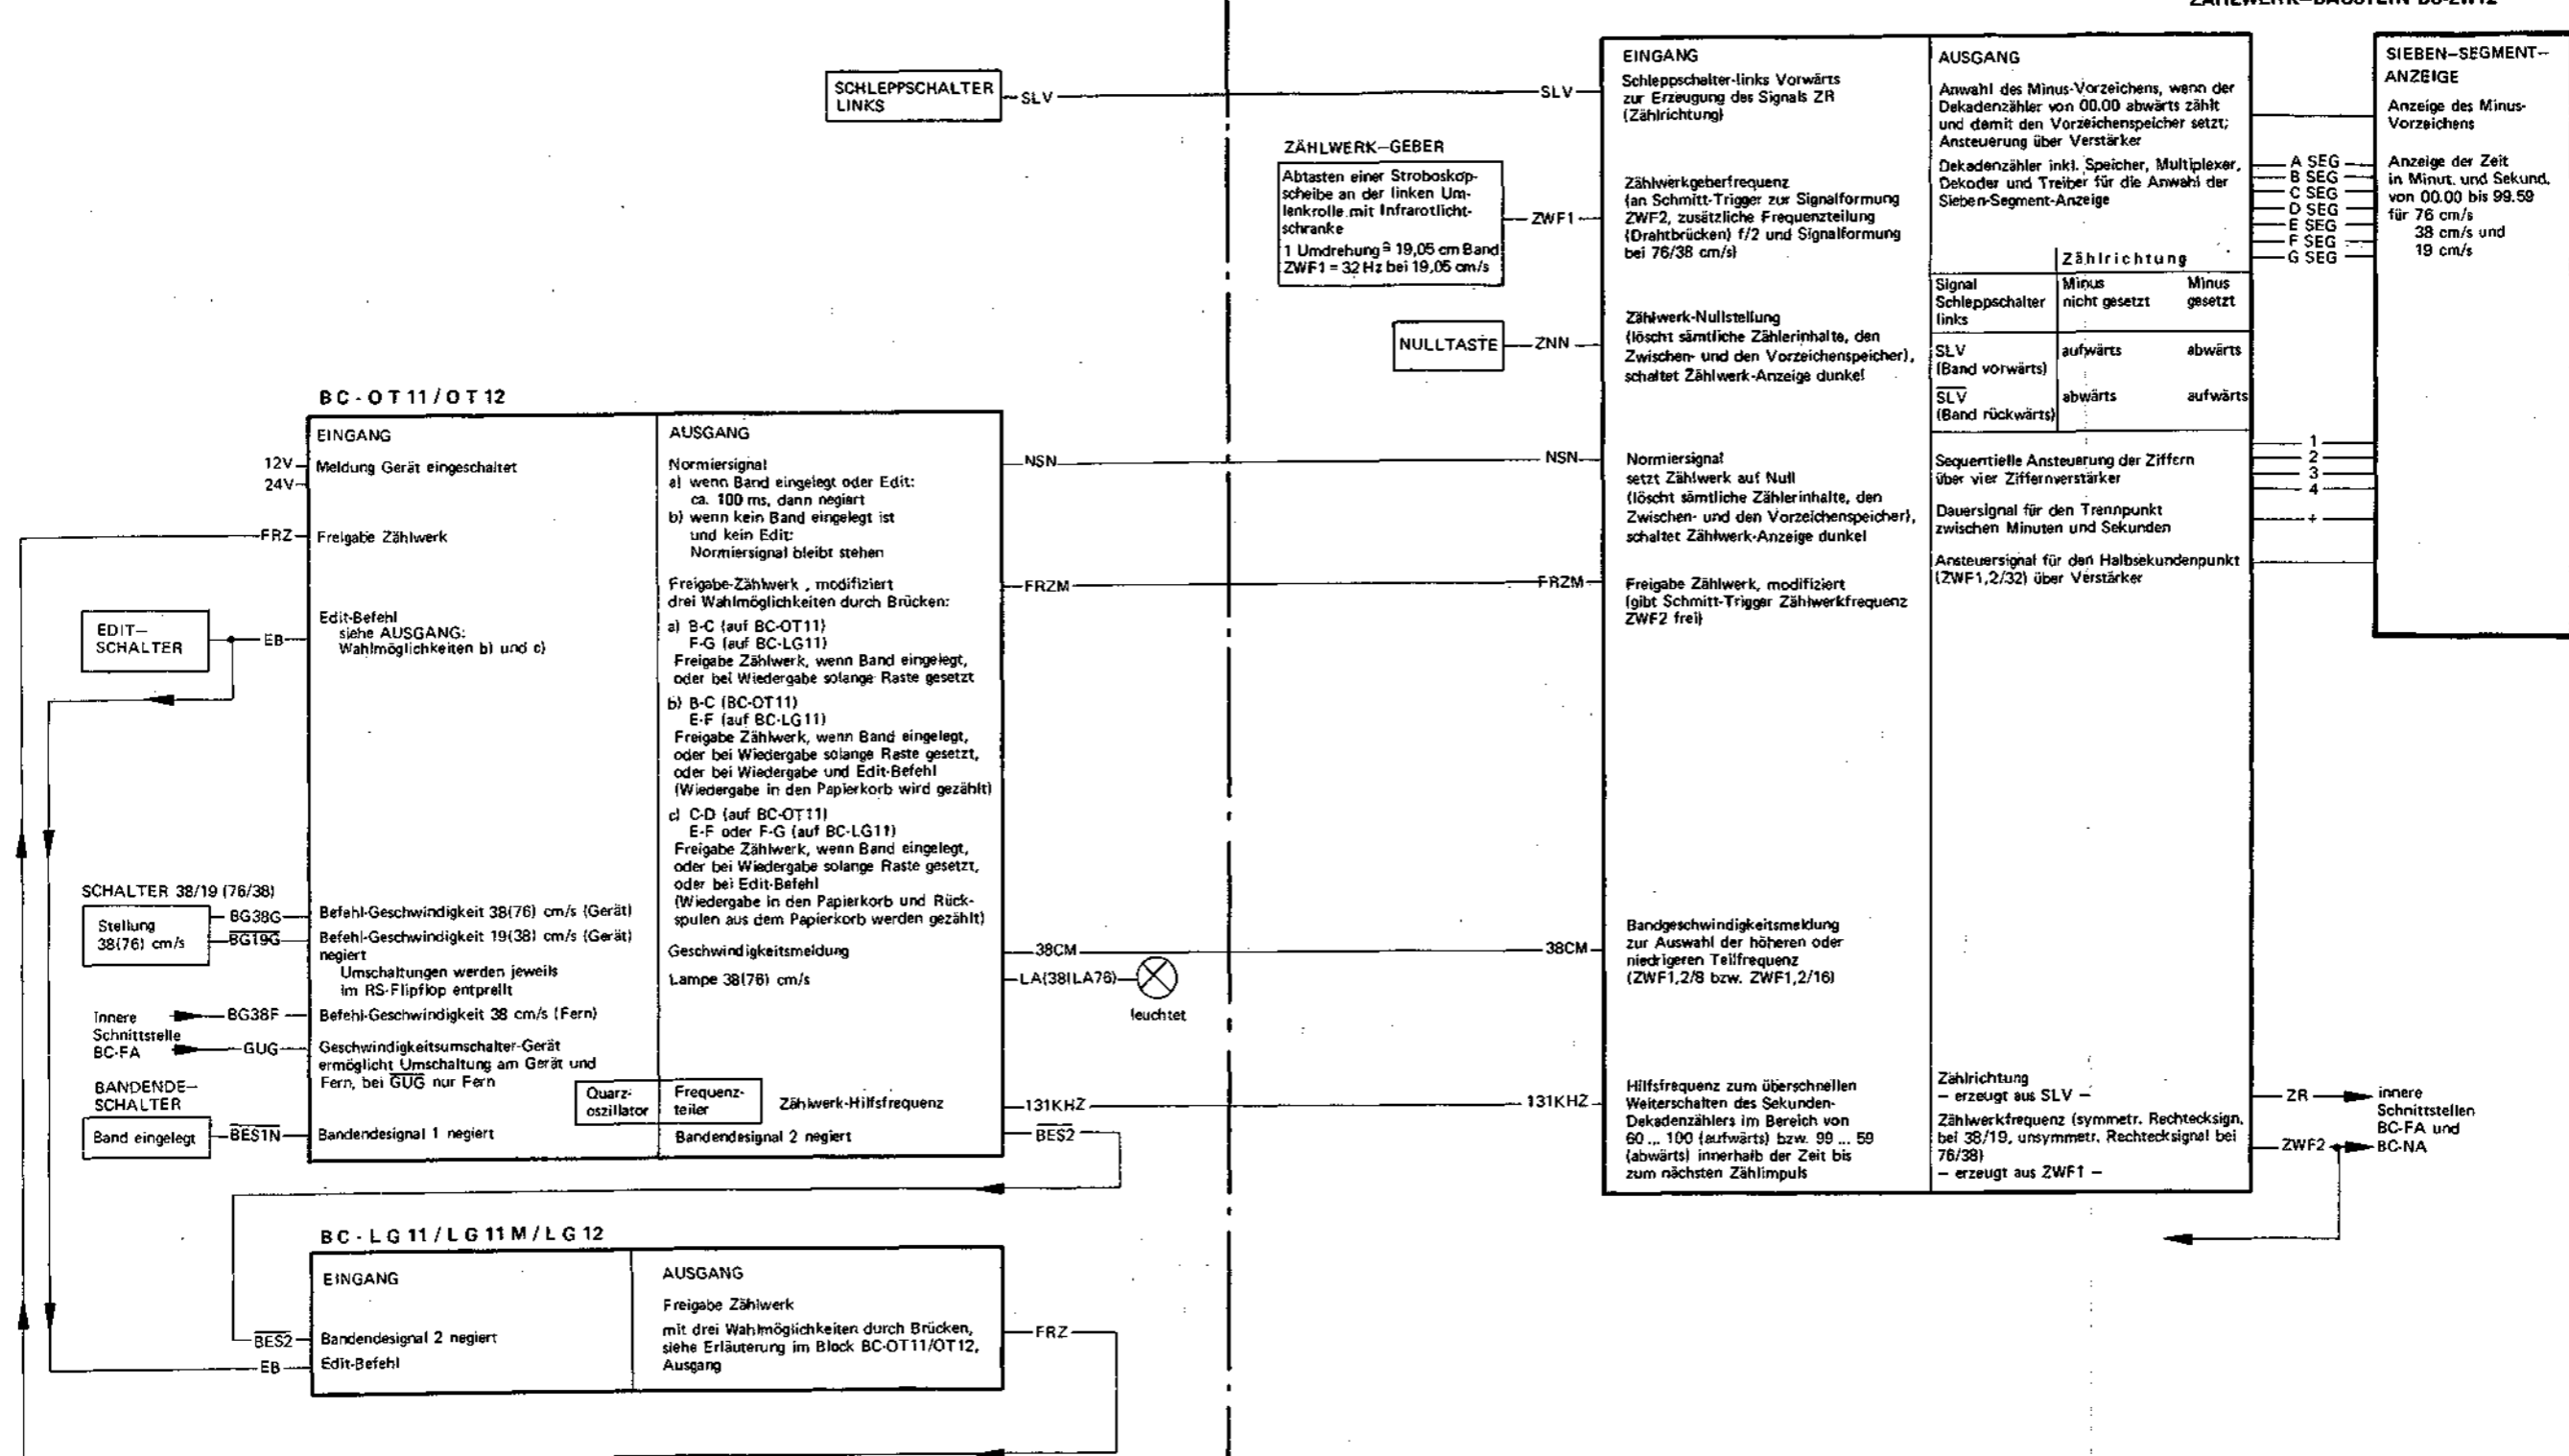 SCHLEPPSCHALTER
LINKS
SLV
SLV
ZÄHLWERK–GEBER
Abtasten einer Stroboskop-
scheibe an der linken Um-
lenkrolle mit Infrarotlicht-
schranke
1 Umdrehung ≙ 19,05 cm Band
ZWF1 = 32 Hz bei 19,05 cm/s
ZWF1
NULLTASTE
ZNN
BC-OT11/OT12
EINGANG
12V
Meldung Gerät eingeschaltet
24V
FRZ
Freigabe Zählwerk
EDIT–
SCHALTER
EB
Edit-Befehl
siehe AUSGANG:
Wahlmöglichkeiten b) und c)
SCHALTER 38/19 (76/38)
Stellung
38(76) cm/s
BG38G
Befehl-Geschwindigkeit 38(76) cm/s (Gerät)
B̅G̅1̅9̅G̅
Befehl-Geschwindigkeit 19(38) cm/s (Gerät)
negiert
Umschaltungen werden jeweils
im RS-Flipflop entprellt
Innere
Schnittstelle
BC-FA
BG38F
Befehl-Geschwindigkeit 38 cm/s (Fern)
GUG
Geschwindigkeitsumschalter-Gerät
ermöglicht Umschaltung am Gerät und
Fern, bei G̅U̅G̅ nur Fern
BANDENDE–
SCHALTER
Band eingelegt
B̅E̅S̅1̅N̅
Bandendesignal 1 negiert
Quarz-
oszillator
Frequenz-
teiler
AUSGANG
Normiersignal
a) wenn Band eingelegt oder Edit:
ca. 100 ms, dann negiert
b) wenn kein Band eingelegt ist
und kein Edit:
Normiersignal bleibt stehen
Freigabe-Zählwerk , modifiziert
drei Wahlmöglichkeiten durch Brücken:
a) B-C (auf BC-OT11)
F-G (auf BC-LG11)
Freigabe Zählwerk, wenn Band eingelegt,
oder bei Wiedergabe solange Raste gesetzt
b) B-C (BC-OT11)
E-F (auf BC-LG11)
Freigabe Zählwerk, wenn Band eingelegt,
oder bei Wiedergabe solange Raste gesetzt,
oder bei Wiedergabe und Edit-Befehl
(Wiedergabe in den Papierkorb wird gezählt)
c) C-D (auf BC-OT11)
E-F oder F-G (auf BC-LG11)
Freigabe Zählwerk, wenn Band eingelegt,
oder bei Wiedergabe solange Raste gesetzt,
oder bei Edit-Befehl
(Wiedergabe in den Papierkorb und Rück-
spulen aus dem Papierkorb werden gezählt)
Geschwindigkeitsmeldung
Lampe 38(76) cm/s
Zählwerk-Hilfsfrequenz
Bandendesignal 2 negiert
NSN
FRZM
38CM
LA(38)LA76)
leuchtet
131KHZ
B̅E̅S̅2̅
BC-LG11/LG11M/LG12
EINGANG
B̅E̅S̅2̅
Bandendesignal 2 negiert
EB
Edit-Befehl
AUSGANG
Freigabe Zählwerk
mit drei Wahlmöglichkeiten durch Brücken,
siehe Erläuterung im Block BC-OT11/OT12,
Ausgang
FRZ
EINGANG
Schleppschalter-links Vorwärts
zur Erzeugung des Signals ZR
(Zählrichtung)
Zählwerkgeberfrequenz
(an Schmitt-Trigger zur Signalformung
ZWF2, zusätzliche Frequenzteilung
(Drahtbrücken) f/2 und Signalformung
bei 76/38 cm/s)
Zählwerk-Nullstellung
(löscht sämtliche Zählerinhalte, den
Zwischen- und den Vorzeichenspeicher),
schaltet Zählwerk-Anzeige dunkel
NSN
Normiersignal
setzt Zählwerk auf Null
(löscht sämtliche Zählerinhalte, den
Zwischen- und den Vorzeichenspeicher),
schaltet Zählwerk-Anzeige dunkel
FRZM
Freigabe Zählwerk, modifiziert
(gibt Schmitt-Trigger Zählwerkfrequenz
ZWF2 frei)
38CM
Bandgeschwindigkeitsmeldung
zur Auswahl der höheren oder
niedrigeren Teilfrequenz
(ZWF1,2/8 bzw. ZWF1,2/16)
131KHZ
Hilfsfrequenz zum überschnellen
Weiterschalten des Sekunden-
Dekadenzählers im Bereich von
60 ... 100 (aufwärts) bzw. 99 ... 59
(abwärts) innerhalb der Zeit bis
zum nächsten Zählimpuls
AUSGANG
Anwahl des Minus-Vorzeichens, wenn der
Dekadenzähler von 00.00 abwärts zählt
und damit den Vorzeichenspeicher setzt;
Ansteuerung über Verstärker
Dekadenzähler inkl. Speicher, Multiplexer,
Dekoder und Treiber für die Anwahl der
Sieben-Segment-Anzeige
Zählrichtung
Signal
Schleppschalter
links
Minus
nicht gesetzt
Minus
gesetzt
SLV
(Band vorwärts)
aufwärts
abwärts
S̅L̅V̅
(Band rückwärts)
abwärts
aufwärts
Sequentielle Ansteuerung der Ziffern
über vier Ziffernverstärker
Dauersignal für den Trennpunkt
zwischen Minuten und Sekunden
Ansteuersignal für den Halbsekundenpunkt
(ZWF1,2/32) über Verstärker
Zählrichtung
– erzeugt aus SLV –
Zählwerkfrequenz (symmetr. Rechtecksign.
bei 38/19, unsymmetr. Rechtecksignal bei
76/38)
– erzeugt aus ZWF1 –
A SEG
B SEG
C SEG
D SEG
E SEG
F SEG
G SEG
1
2
3
4
+
ZR
ZWF2
innere
Schnittstellen
BC-FA und
BC-NA
SIEBEN–SEGMENT–
ANZEIGE
Anzeige des Minus-
Vorzeichens
Anzeige der Zeit
in Minut. und Sekund.
von 00.00 bis 99.59
für 76 cm/s
38 cm/s und
19 cm/s